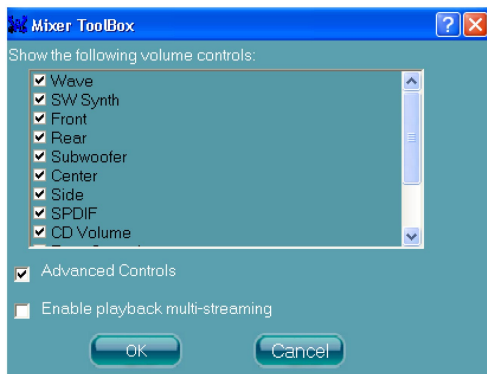 Mixer ToolBox
Show the following volume controls:
Wave
SW Synth
Front
Rear
Subwoofer
Center
Side
SPDIF
CD Volume
Advanced Controls
Enable playback multi-streaming
OK
Cancel